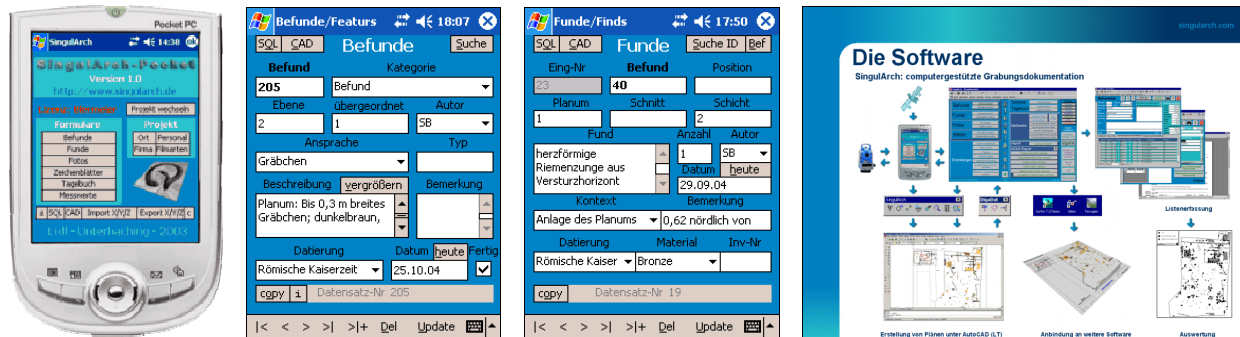 Pocket PC
SingulArch 14:38 ok
SingulArch-Pocket
Version
1.0
http://www.singularch.de
Projekt wechseln
Formulare Projekt
Befunde Ort Personal
Funde Firma Filmarten
Fotos
Zeichenblätter
Tagebuch
Messwerte
i SQL CAD Import X/Y/Z Export X/Y/Z c
Lidl - Unterhaching - 2003
Befunde/Featurs 18:07
SQL CAD Befunde Suche
Befund Kategorie
205 Befund
Ebene übergeordnet Autor
2 1 SB
Ansprache Typ
Gräbchen
Beschreibung vergrößern Bemerkung
Planum: Bis 0,3 m breites
Gräbchen; dunkelbraun,
Datierung Datum heute Fertig
Römische Kaiserzeit 25.10.04
copy i Datensatz-Nr 205
|< < > >| >|+ Del Update
Funde/Finds 17:50
SQL CAD Funde Suche ID Bef
Eing-Nr Befund Position
23 40
Planum Schnitt Schicht
1 2
Fund Anzahl Autor
herzförmige 1 SB
Riemenzunge aus Datum heute
Versturzhorizont 29.09.04
Kontext Bemerkung
Anlage des Planums 0,62 nördlich von
Datierung Material Inv-Nr
Römische Kaiser Bronze
copy Datensatz-Nr 19
|< < > >| >|+ Del Update
singularch.com
Die Software
SingulArch: computergestützte Grabungsdokumentation
Listenerfassung
Erstellung von Plänen unter AutoCAD (LT) Anbindung an weitere Software Auswertung